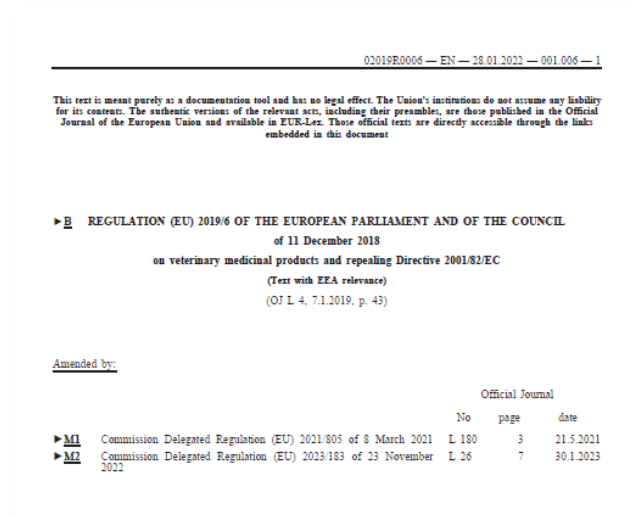 02019R0006 — EN — 28.01.2022 — 001.006 — 1
This text is meant purely as a documentation tool and has no legal effect. The Union's institutions do not assume any liability
for its contents. The authentic versions of the relevant acts, including their preambles, are those published in the Official
Journal of the European Union and available in EUR-Lex. Those official texts are directly accessible through the links
embedded in this document
►B REGULATION (EU) 2019/6 OF THE EUROPEAN PARLIAMENT AND OF THE COUNCIL
of 11 December 2018
on veterinary medicinal products and repealing Directive 2001/82/EC
(Text with EEA relevance)
(OJ L 4, 7.1.2019, p. 43)
Amended by:
Official Journal
No page date
►M1 Commission Delegated Regulation (EU) 2021/805 of 8 March 2021 L 180 3 21.5.2021
►M2 Commission Delegated Regulation (EU) 2023/183 of 23 November L 26 7 30.1.2023
2022